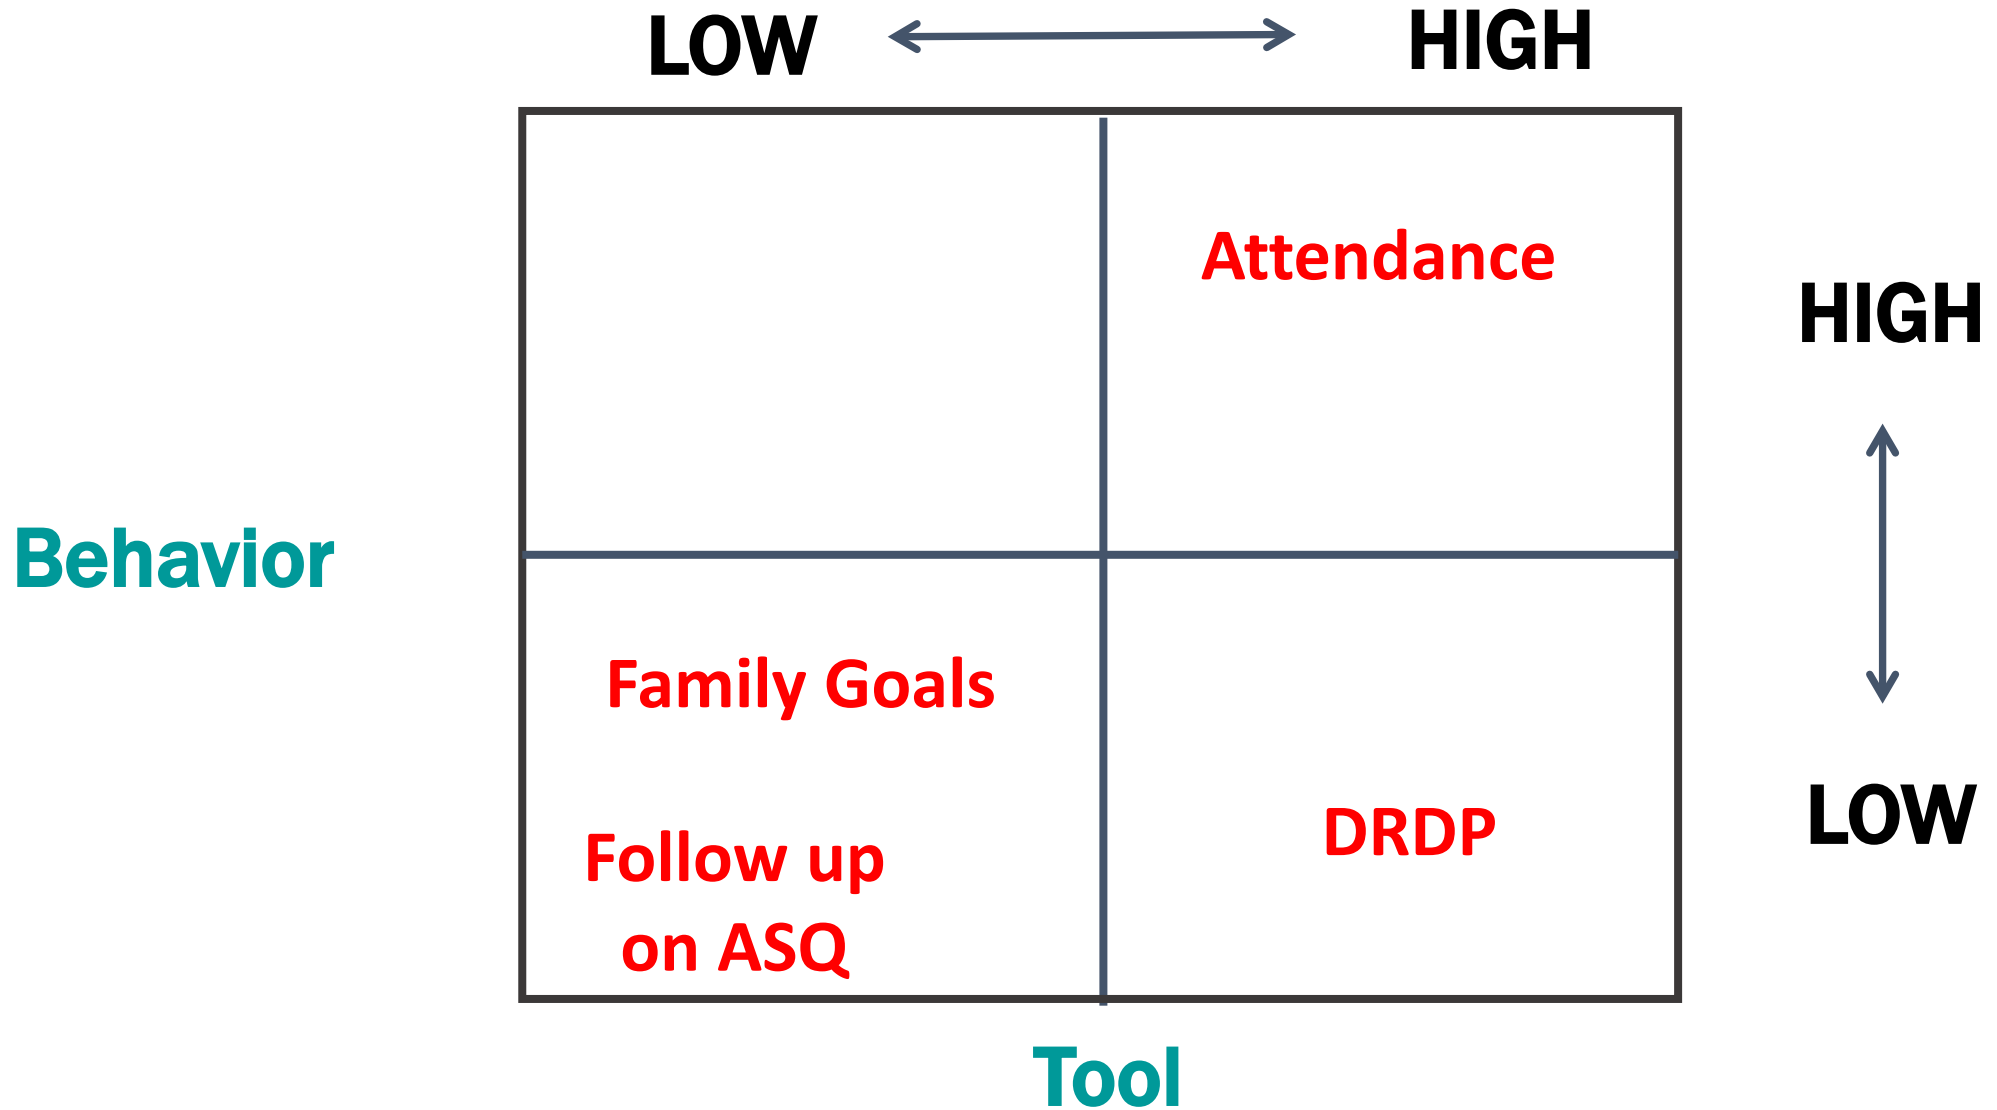 LOW
HIGH
Attendance
HIGH
Behavior
Family Goals
DRDP
LOW
Follow up
on ASQ
Tool